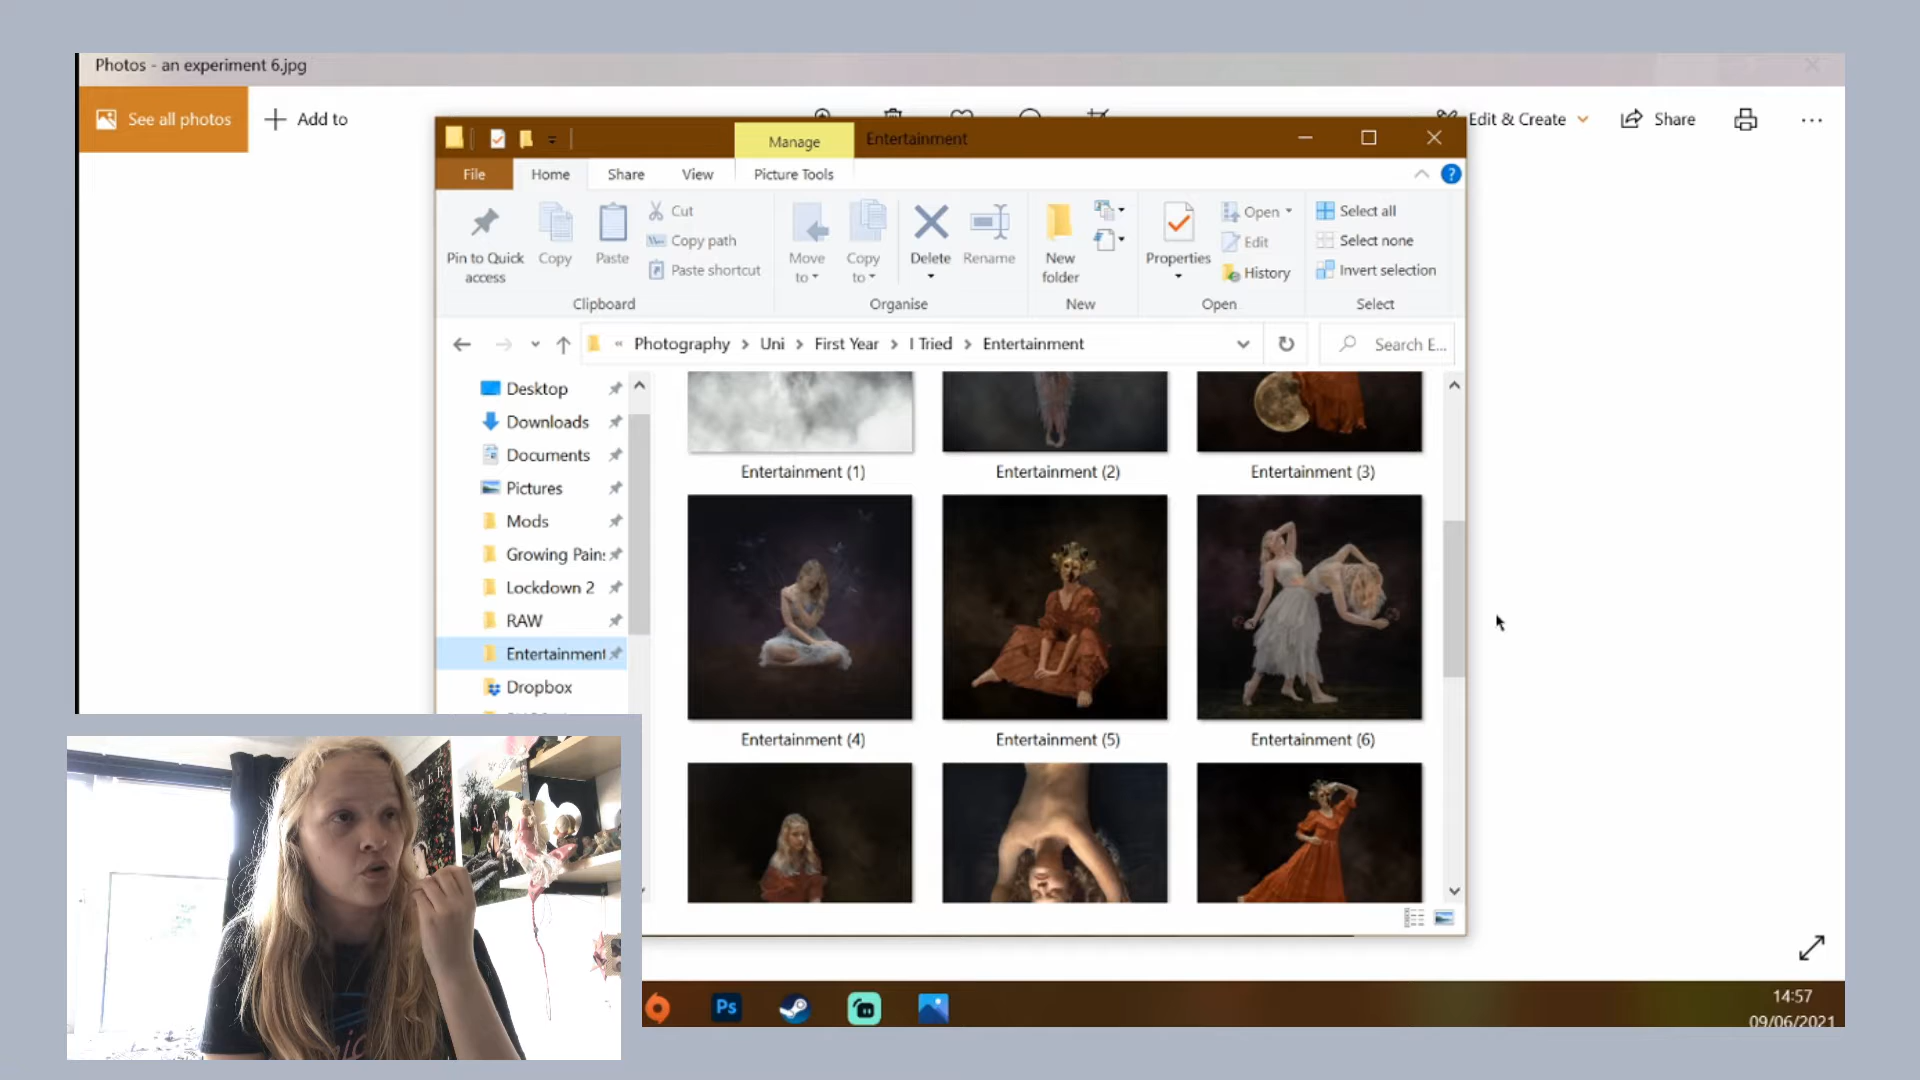 Photos - an experiment 6.jpg
See all photos
Add to
Edit & Create
Share
Manage
Entertainment
File
Home
Share
View
Picture Tools
Pin to Quick access
Copy
Paste
Cut
Copy path
Paste shortcut
Move to
Copy to
Delete
Rename
New folder
Properties
Open
Edit
History
Select all
Select none
Invert selection
Clipboard
Organise
New
Open
Select
« Photography > Uni > First Year > I Tried > Entertainment
Search E...
Desktop
Downloads
Documents
Pictures
Mods
Growing Pain
Lockdown 2
RAW
Entertainment
Dropbox
Entertainment (1)
Entertainment (2)
Entertainment (3)
Entertainment (4)
Entertainment (5)
Entertainment (6)
Ps
14:57
09/06/2021